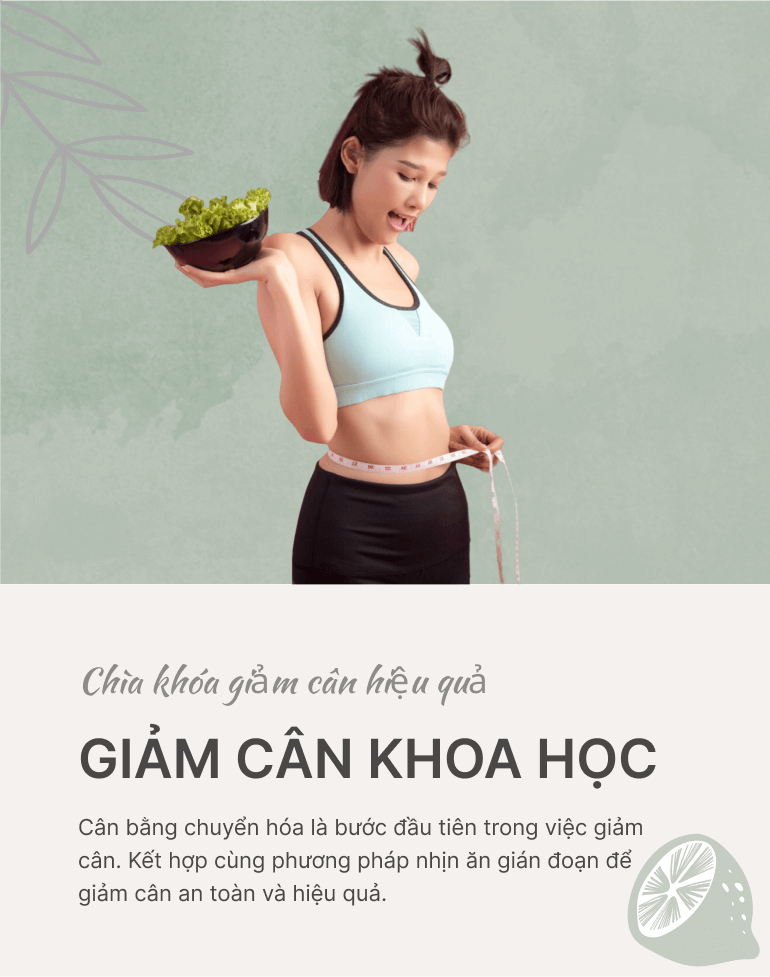 Chìa khóa giảm cân hiệu quả
GIẢM CÂN KHOA HỌC
Cân bằng chuyển hóa là bước đầu tiên trong việc giảm
cân. Kết hợp cùng phương pháp nhịn ăn gián đoạn để
giảm cân an toàn và hiệu quả.